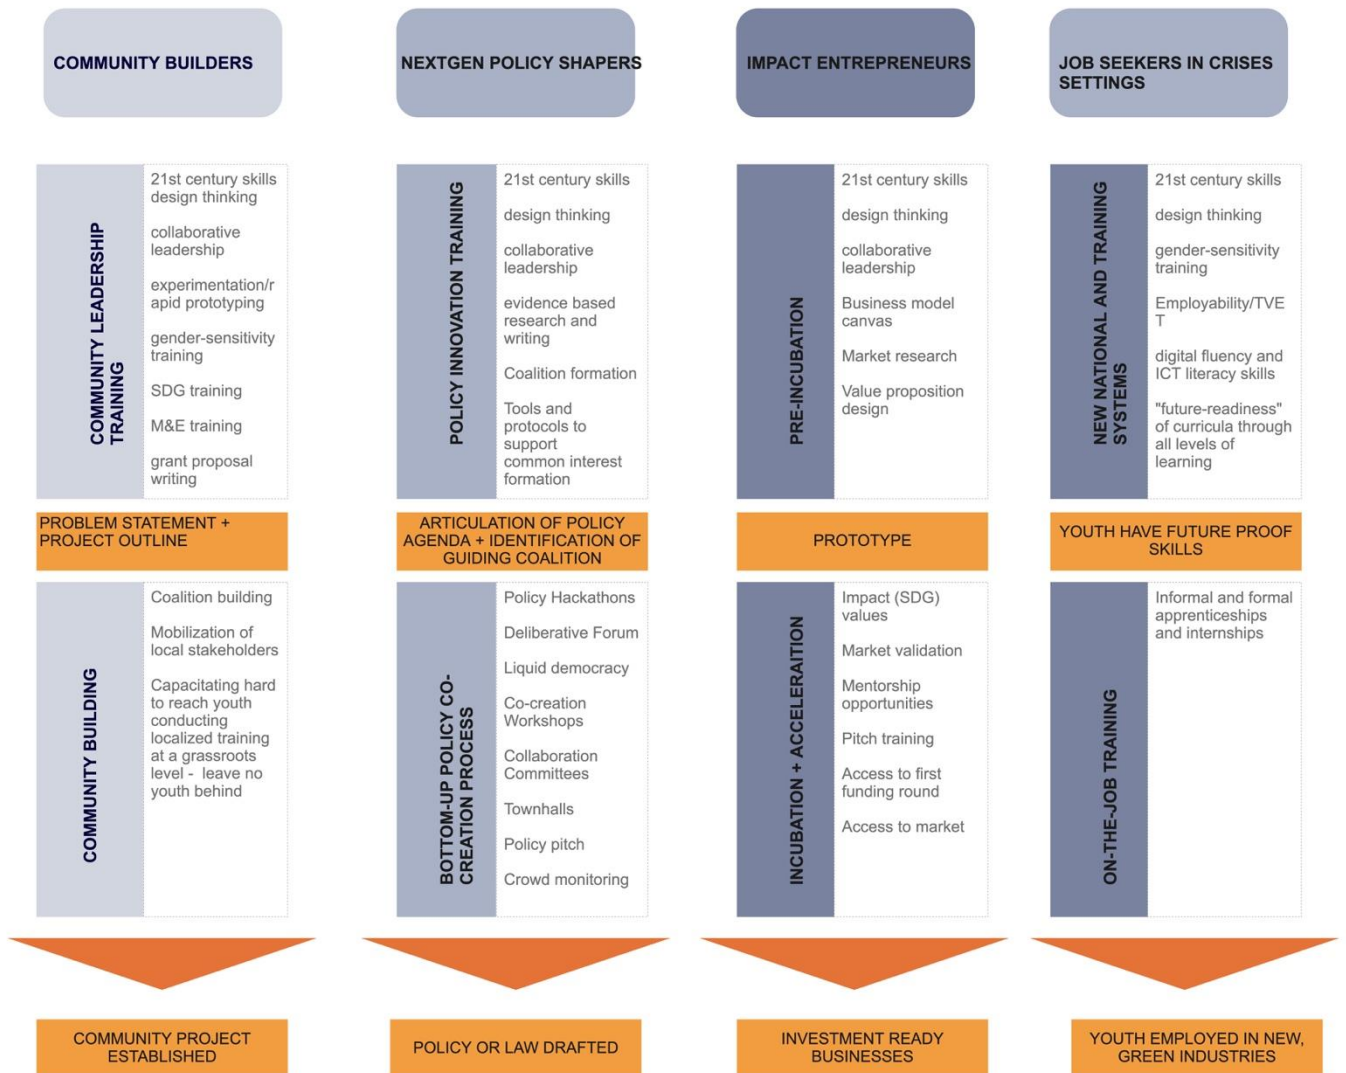 COMMUNITY BUILDERS
NEXTGEN POLICY SHAPERS
IMPACT ENTREPRENEURS
JOB SEEKERS IN CRISES
SETTINGS
COMMUNITY LEADERSHIP
TRAINING
21st century skills
design thinking
collaborative
leadership
experimentation/r
apid prototyping
gender-sensitivity
training
SDG training
M&E training
grant proposal
writing
POLICY INNOVATION TRAINING
21st century skills
design thinking
collaborative
leadership
evidence based
research and
writing
Coalition formation
Tools and
protocols to
support
common interest
formation
PRE-INCUBATION
21st century skills
design thinking
collaborative
leadership
Business model
canvas
Market research
Value proposition
design
NEW NATIONAL AND TRAINING
SYSTEMS
21st century skills
design thinking
gender-sensitivity
training
Employability/TVE
T
digital fluency and
ICT literacy skills
"future-readiness"
of curricula through
all levels of
learning
PROBLEM STATEMENT +
PROJECT OUTLINE
ARTICULATION OF POLICY
AGENDA + IDENTIFICATION OF
GUIDING COALITION
PROTOTYPE
YOUTH HAVE FUTURE PROOF
SKILLS
COMMUNITY BUILDING
Coalition building
Mobilization of
local stakeholders
Capacitating hard
to reach youth
conducting
localized training
at a grassroots
level - leave no
youth behind
BOTTOM-UP POLICY CO-
CREATION PROCESS
Policy Hackathons
Deliberative Forum
Liquid democracy
Co-creation
Workshops
Collaboration
Committees
Townhalls
Policy pitch
Crowd monitoring
INCUBATION + ACCELERAITION
Impact (SDG)
values
Market validation
Mentorship
opportunities
Pitch training
Access to first
funding round
Access to market
ON-THE-JOB TRAINING
Informal and formal
apprenticeships
and internships
COMMUNITY PROJECT
ESTABLISHED
POLICY OR LAW DRAFTED
INVESTMENT READY
BUSINESSES
YOUTH EMPLOYED IN NEW,
GREEN INDUSTRIES